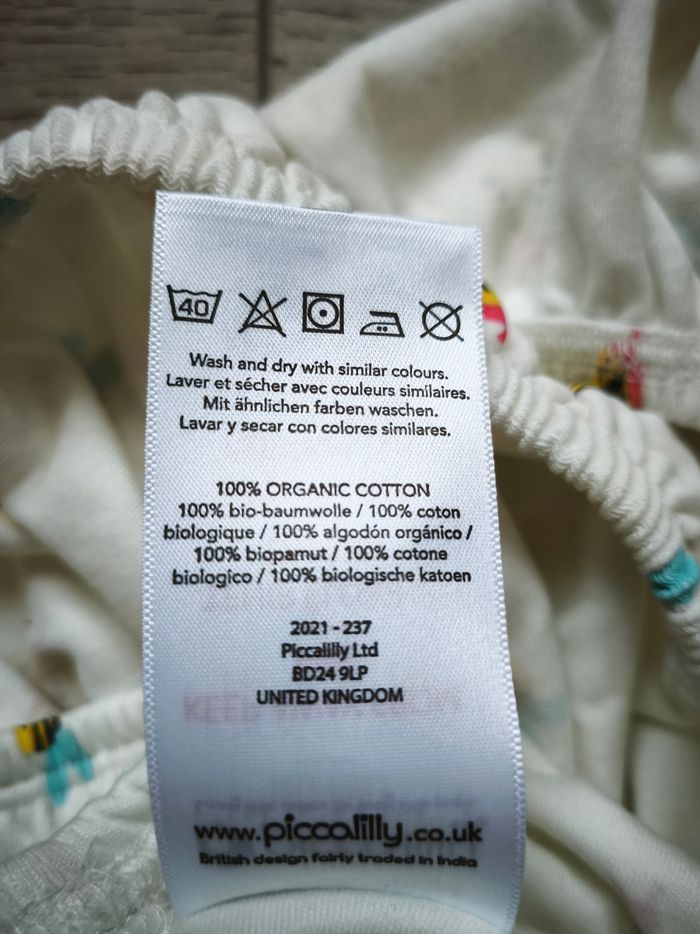 40
Wash and dry with similar colours.
Laver et sécher avec couleurs similaires.
Mit ähnlichen farben waschen.
Lavar y secar con colores similares.
100% ORGANIC COTTON
100% bio-baumwolle / 100% coton
biologique / 100% algodón orgánico /
100% biopamut / 100% cotone
biologico / 100% biologische katoen
2021 - 237
Piccalilly Ltd
BD24 9LP
UNITED KINGDOM
www.piccalilly.co.uk
British design fairly traded in India